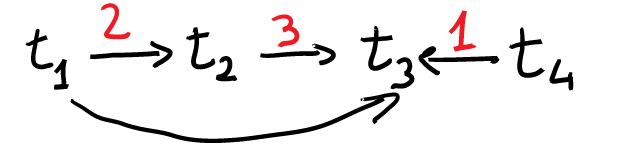 t₁ 2→ t₂ 3→ t₃ ←1 t₄